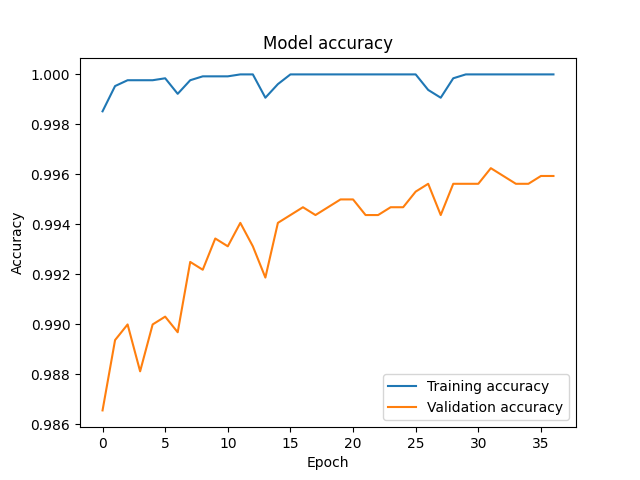 Model accuracy
1.000
0.998
0.996
0.994
0.992
0.990
0.988
0.986
Accuracy
Training accuracy
Validation accuracy
0 5 10 15 20 25 30 35
Epoch